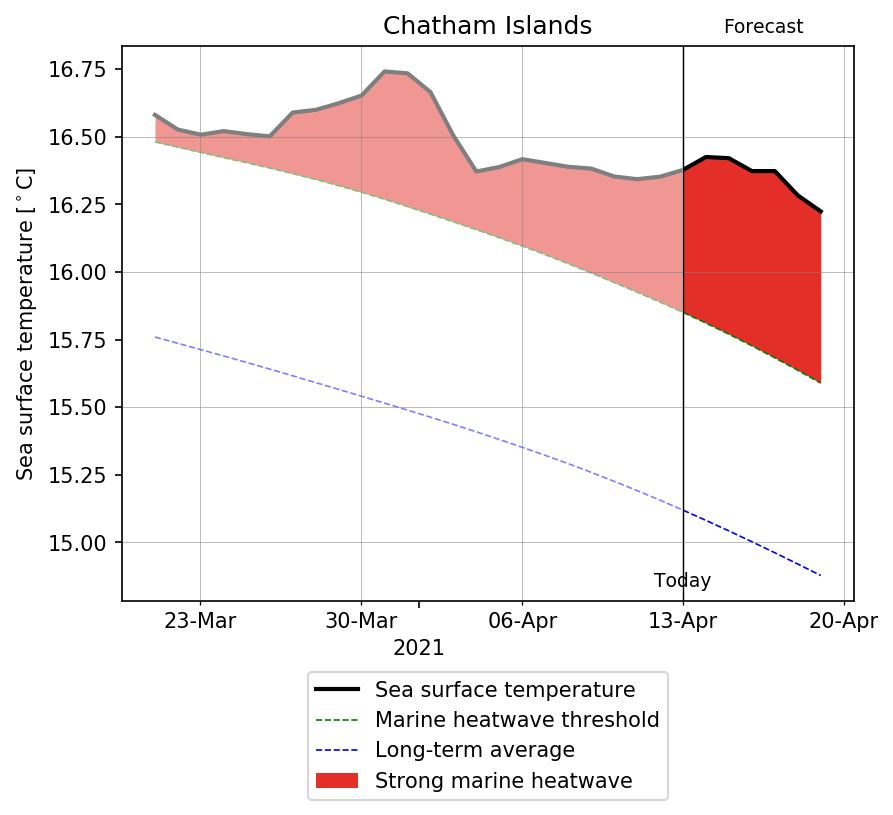 Chatham Islands
Forecast
Sea surface temperature [°C]
16.75
16.50
16.25
16.00
15.75
15.50
15.25
15.00
Today
23-Mar 30-Mar 06-Apr 13-Apr 20-Apr
2021
Sea surface temperature
Marine heatwave threshold
Long-term average
Strong marine heatwave